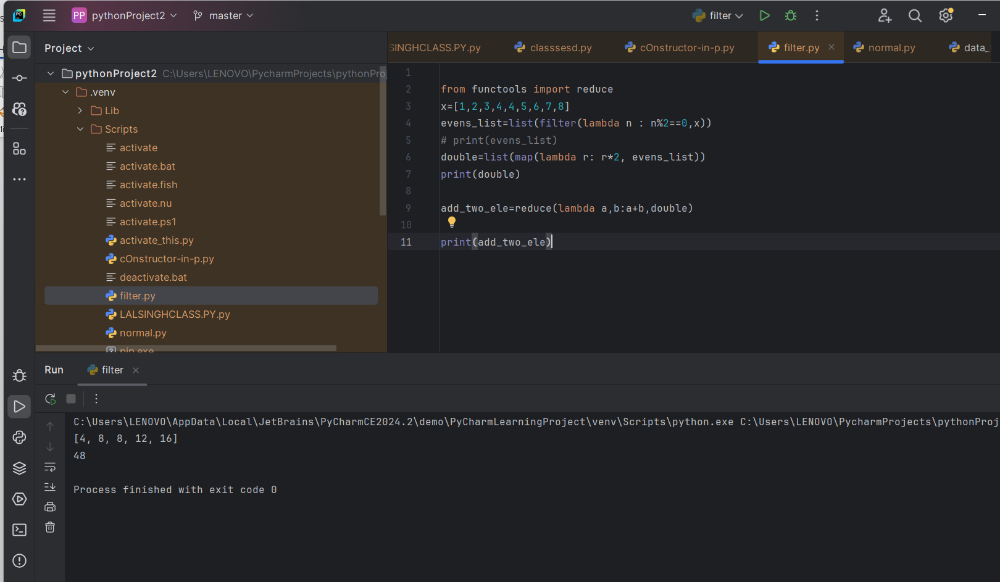 PP pythonProject2 master filter
Project
SINGHCLASS.PY.py classsesd.py cOnstructor-in-p.py filter.py normal.py data_
pythonProject2 C:\Users\LENOVO\PycharmProjects\pythonProj
.venv
Lib
Scripts
activate
activate.bat
activate.fish
activate.nu
activate.ps1
activate_this.py
cOnstructor-in-p.py
deactivate.bat
filter.py
LALSINGHCLASS.PY.py
normal.py
pip.exe
1
2 from functools import reduce
3 x=[1,2,3,4,4,5,6,7,8]
4 evens_list=list(filter(lambda n : n%2==0,x))
5 # print(evens_list)
6 double=list(map(lambda r: r*2, evens_list))
7 print(double)
8
9 add_two_ele=reduce(lambda a,b:a+b,double)
10
11 print(add_two_ele)
Run filter
C:\Users\LENOVO\AppData\Local\JetBrains\PyCharmCE2024.2\demo\PyCharmLearningProject\venv\Scripts\python.exe C:\Users\LENOVO\PycharmProjects\pythonProj
[4, 8, 8, 12, 16]
48
Process finished with exit code 0